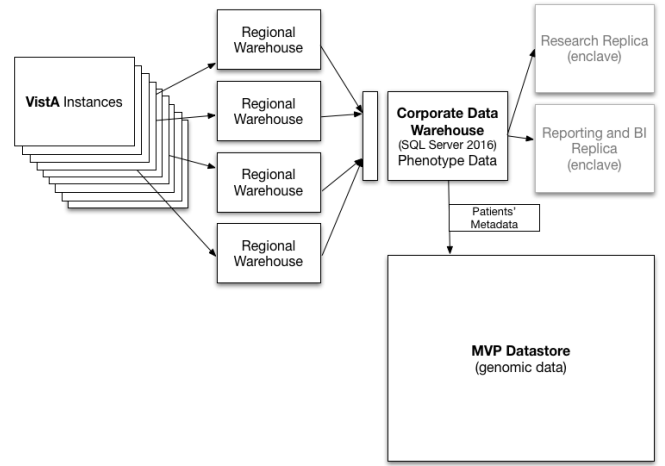 VistA Instances
Regional
Warehouse
Regional
Warehouse
Regional
Warehouse
Regional
Warehouse
Corporate Data
Warehouse
(SQL Server 2016)
Phenotype Data
Research Replica
(enclave)
Reporting and BI
Replica
(enclave)
Patients'
Metadata
MVP Datastore
(genomic data)